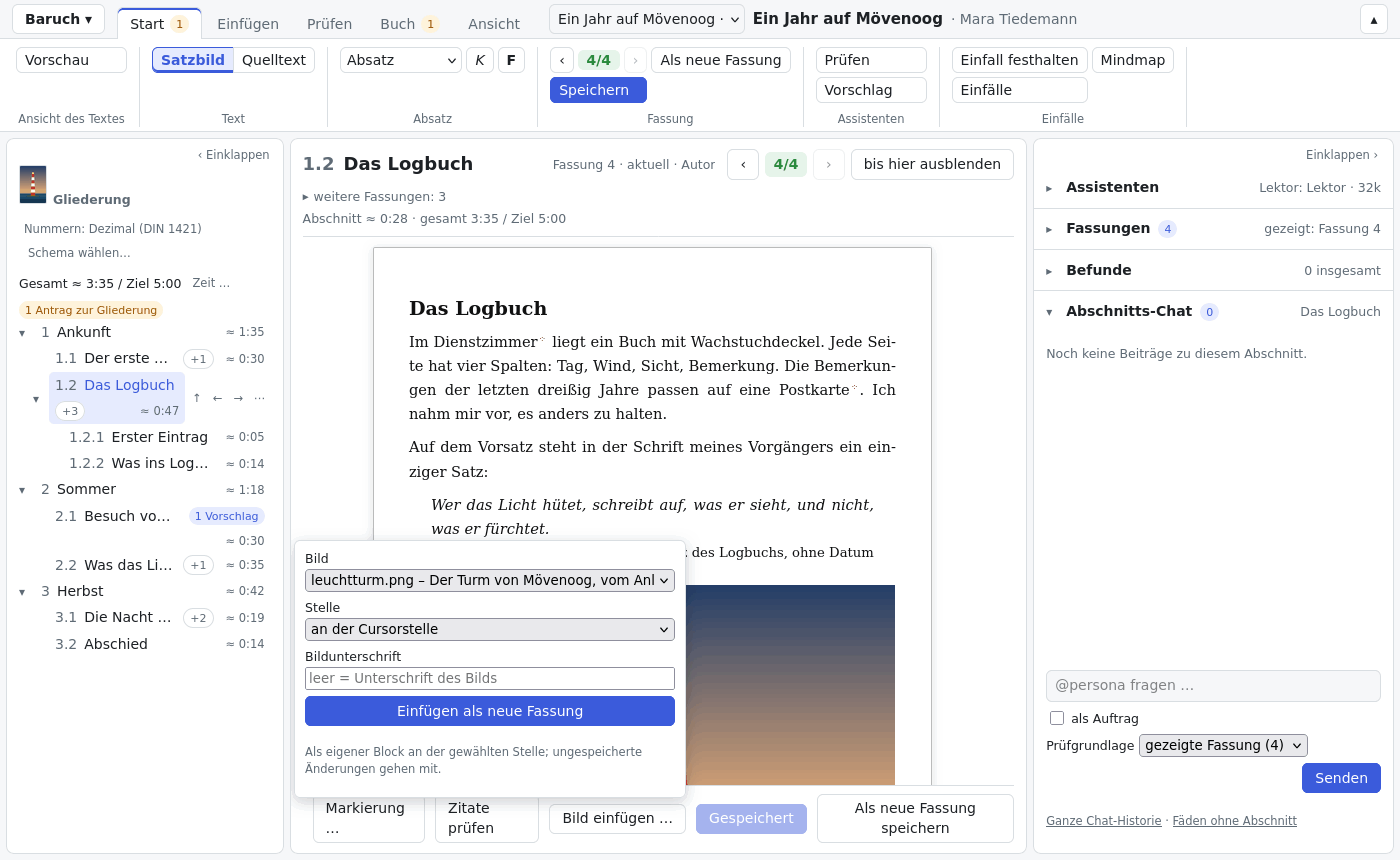 Baruch ▾
Start 1
Einfügen
Prüfen
Buch 1
Ansicht
Ein Jahr auf Mövenoog ·
Ein Jahr auf Mövenoog · Mara Tiedemann
▴
Vorschau
Ansicht des Textes
Satzbild Quelltext
Text
Absatz
K
F
Absatz
‹ 4/4 › Als neue Fassung
Speichern
Fassung
Prüfen
Vorschlag
Assistenten
Einfall festhalten Mindmap
Einfälle
Einfälle
‹ Einklappen
Gliederung
Nummern: Dezimal (DIN 1421)
Schema wählen…
Gesamt ≈ 3:35 / Ziel 5:00 Zeit …
1 Antrag zur Gliederung
▾ 1 Ankunft ≈ 1:35
1.1 Der erste … +1 ≈ 0:30
▾ 1.2 Das Logbuch ↑ ← → ···
+3 ≈ 0:47
1.2.1 Erster Eintrag ≈ 0:05
1.2.2 Was ins Log… ≈ 0:14
▾ 2 Sommer ≈ 1:18
2.1 Besuch vo… 1 Vorschlag
≈ 0:30
2.2 Was das Li… +1 ≈ 0:35
▾ 3 Herbst ≈ 0:42
3.1 Die Nacht … +2 ≈ 0:19
3.2 Abschied ≈ 0:14
1.2 Das Logbuch
Fassung 4 · aktuell · Autor ‹ 4/4 › bis hier ausblenden
▸ weitere Fassungen: 3
Abschnitt ≈ 0:28 · gesamt 3:35 / Ziel 5:00
Das Logbuch
Im Dienstzimmer liegt ein Buch mit Wachstuchdeckel. Jede Sei-
te hat vier Spalten: Tag, Wind, Sicht, Bemerkung. Die Bemerkun-
gen der letzten dreißig Jahre passen auf eine Postkarte. Ich
nahm mir vor, es anders zu halten.
Auf dem Vorsatz steht in der Schrift meines Vorgängers ein ein-
ziger Satz:
Wer das Licht hütet, schreibt auf, was er sieht, und nicht,
was er fürchtet.
des Logbuchs, ohne Datum
Bild
leuchtturm.png – Der Turm von Mövenoog, vom Anl
Stelle
an der Cursorstelle
Bildunterschrift
leer = Unterschrift des Bilds
Einfügen als neue Fassung
Als eigener Block an der gewählten Stelle; ungespeicherte
Änderungen gehen mit.
Markierung
…
Zitate
prüfen
Bild einfügen …
Gespeichert
Als neue Fassung
speichern
Einklappen ›
▸ Assistenten Lektor: Lektor · 32k
▸ Fassungen 4 gezeigt: Fassung 4
▸ Befunde 0 insgesamt
▾ Abschnitts-Chat 0 Das Logbuch
Noch keine Beiträge zu diesem Abschnitt.
@persona fragen …
als Auftrag
Prüfgrundlage gezeigte Fassung (4)
Senden
Ganze Chat-Historie · Fäden ohne Abschnitt